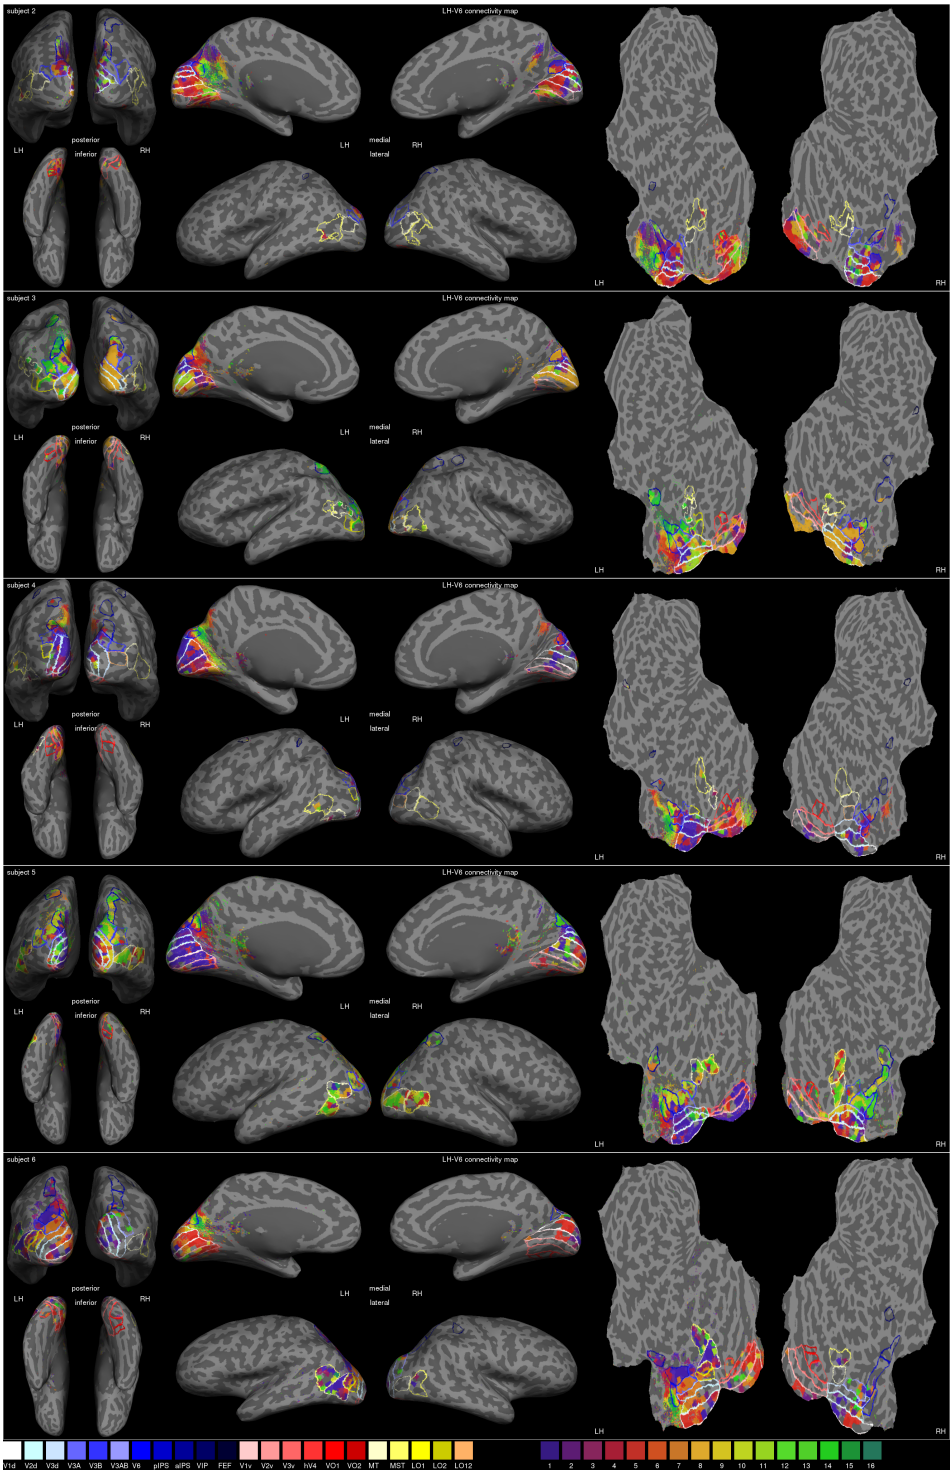 subject 2 LH-V6 connectivity map
posterior
LH inferior RH
LH medial RH
lateral
LH RH
subject 3 LH-V6 connectivity map
posterior
LH inferior RH
LH medial RH
lateral
LH RH
subject 4 LH-V6 connectivity map
posterior
LH inferior RH
LH medial RH
lateral
LH RH
subject 5 LH-V6 connectivity map
posterior
LH inferior RH
LH medial RH
lateral
LH RH
subject 6 LH-V6 connectivity map
posterior
LH inferior RH
LH medial RH
lateral
LH RH
V1d V2d V3d V3A V3B V3AB V6 pIPS aIPS VIP FEF V1v V2v V3v hV4 VO1 VO2 MT MST LO1 LO2 LO12 1 2 3 4 5 6 7 8 9 10 11 12 13 14 15 16